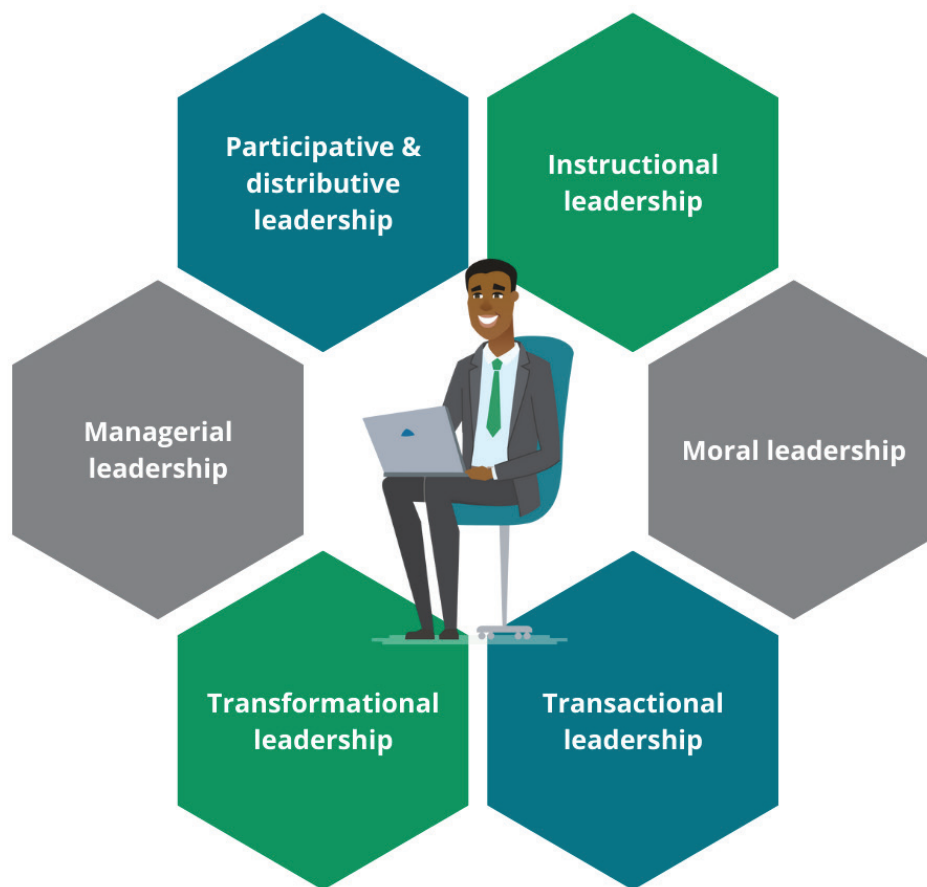 Participative &
distributive
leadership
Instructional
leadership
Managerial
leadership
Moral leadership
Transformational
leadership
Transactional
leadership